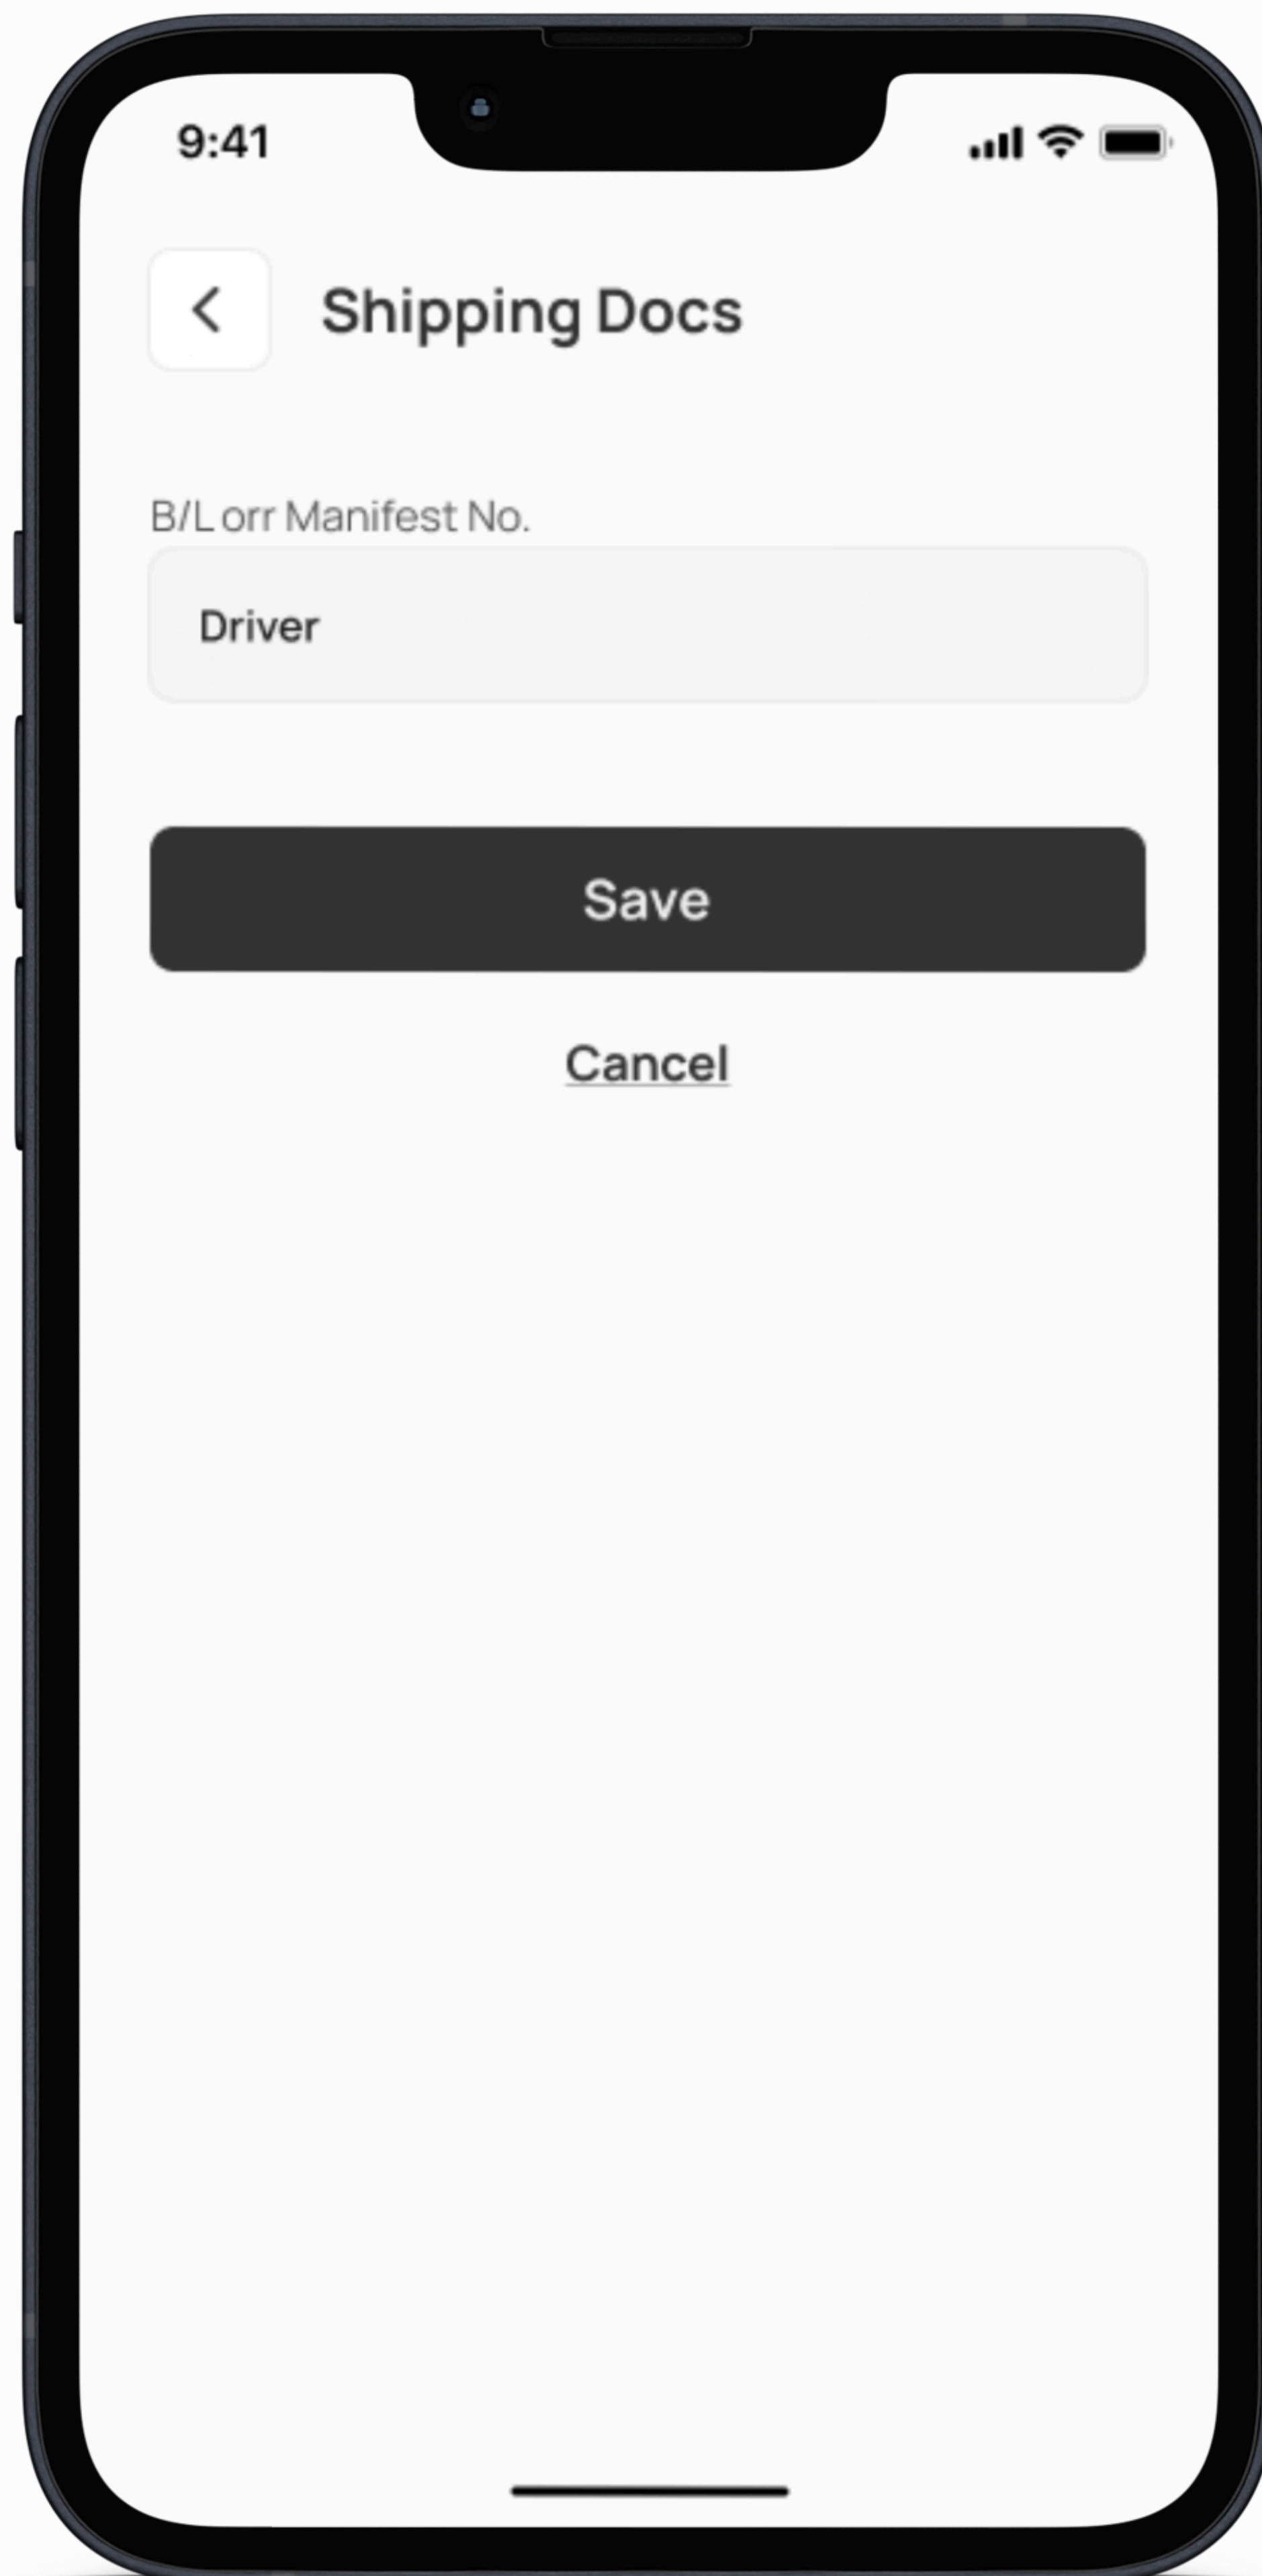 9:41
Shipping Docs
B/L orr Manifest No.
Driver
Save
Cancel